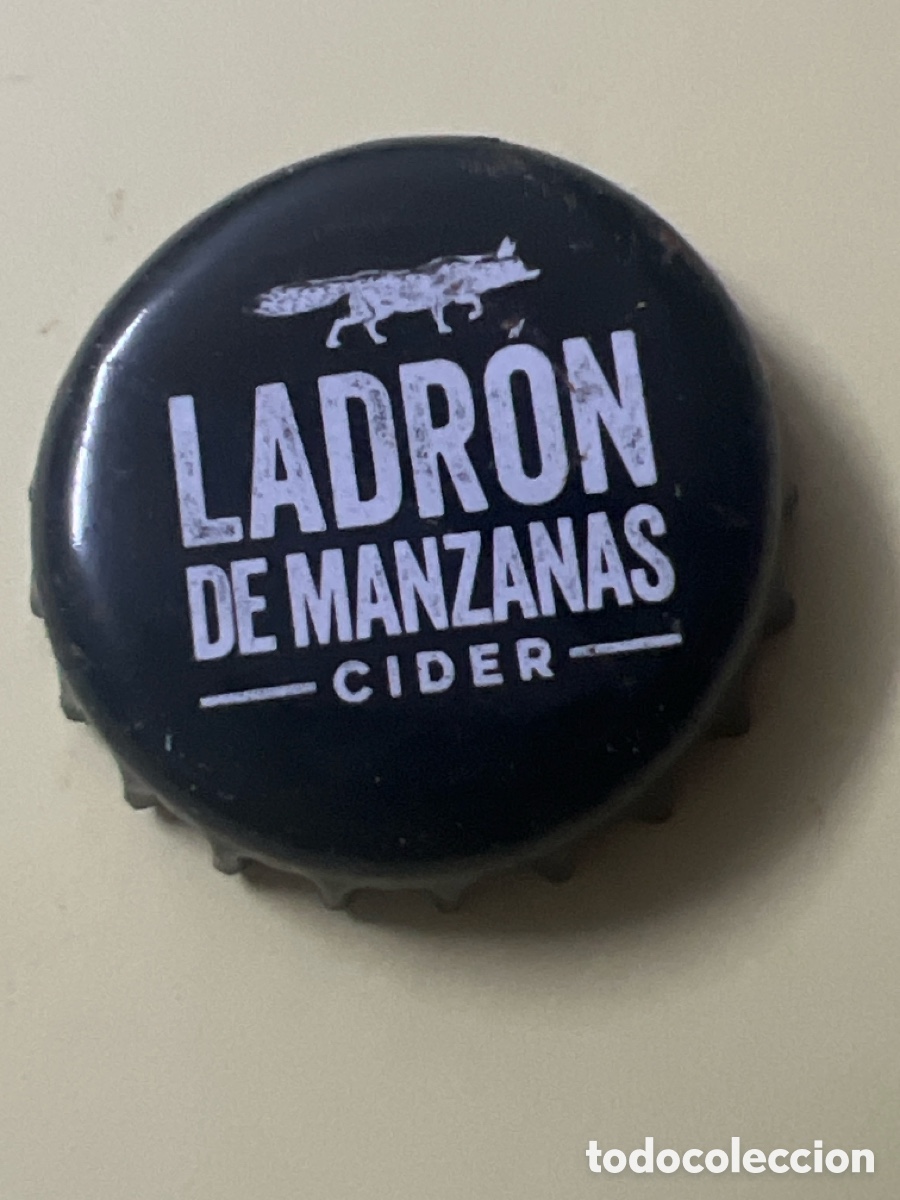 LADRÓN
DE MANZANAS
CIDER
todocoleccion